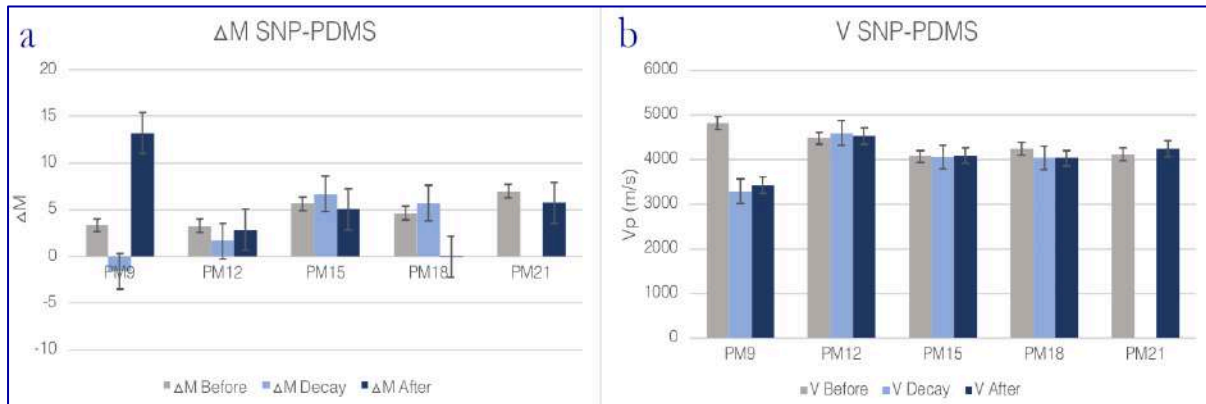 a
ΔM SNP-PDMS
20
15
10
5
0
-5
-10
ΔM
PM9
PM12
PM15
PM18
PM21
ΔM Before
ΔM Decay
ΔM After
b
V SNP-PDMS
6000
5000
4000
3000
2000
1000
0
Vp (m/s)
PM9
PM12
PM15
PM18
PM21
V Before
V Decay
V After